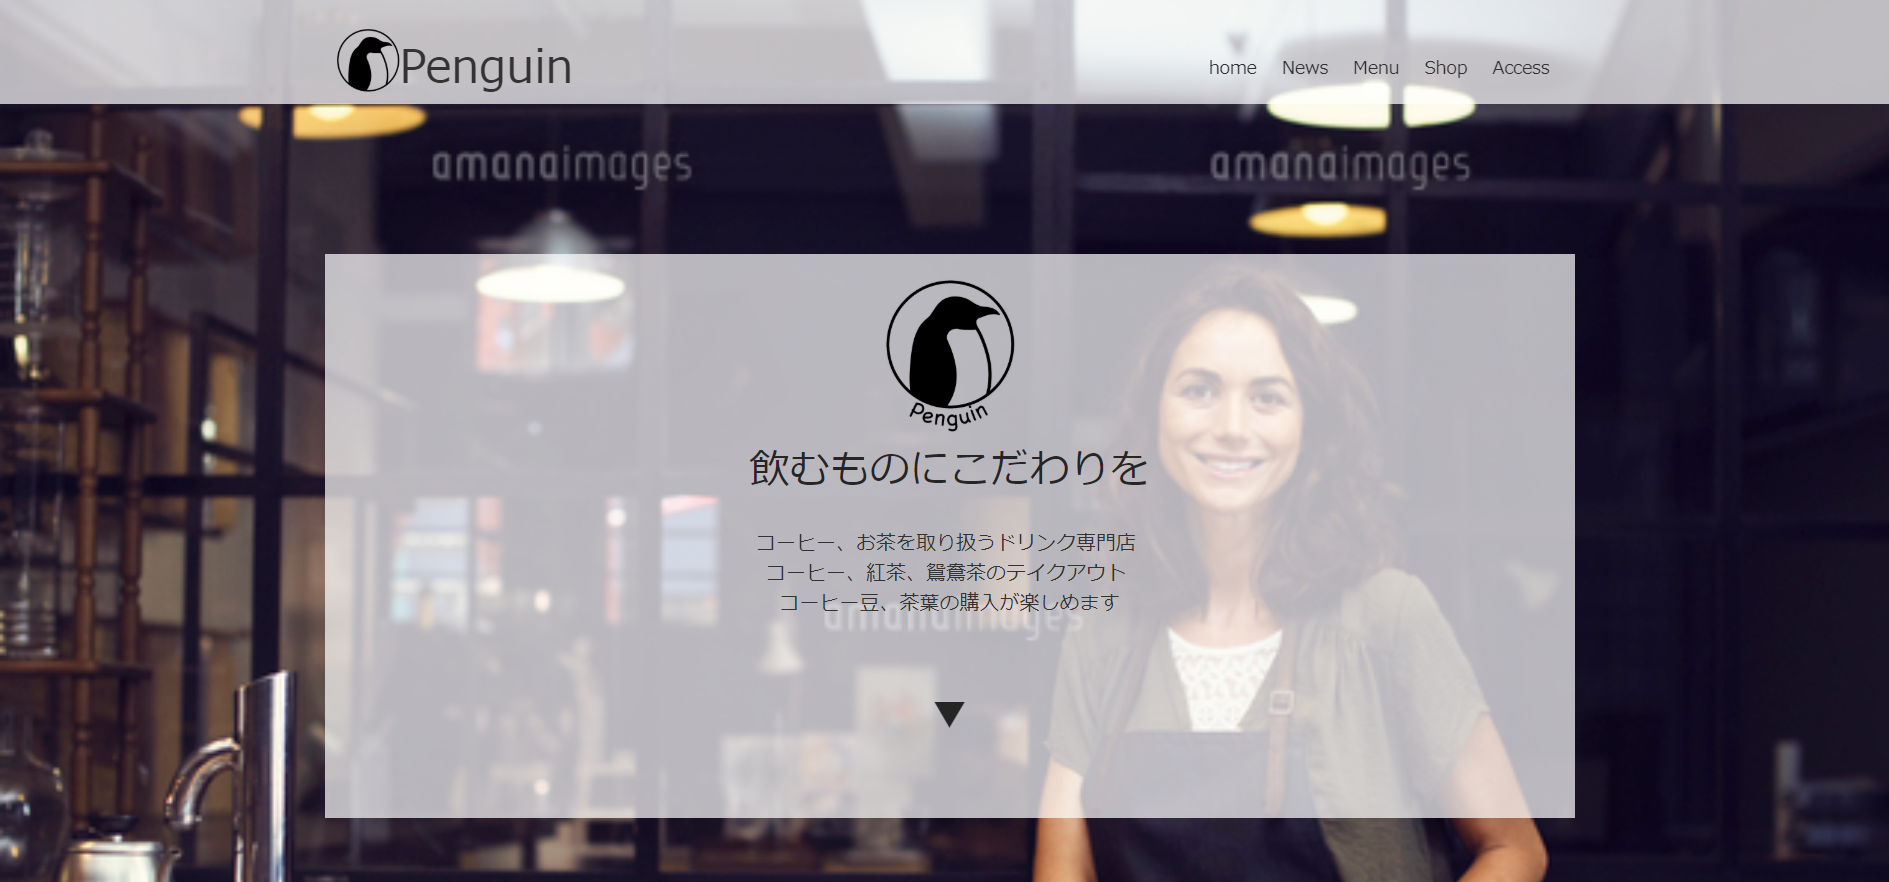 Penguin
home News Menu Shop Access
amanaimages amanaimages
Penguin
飲むものにこだわりを
コーヒー、お茶を取り扱うドリンク専門店
コーヒー、紅茶、鴛鴦茶のテイクアウト
コーヒー豆、茶葉の購入が楽しめます
amanaimages